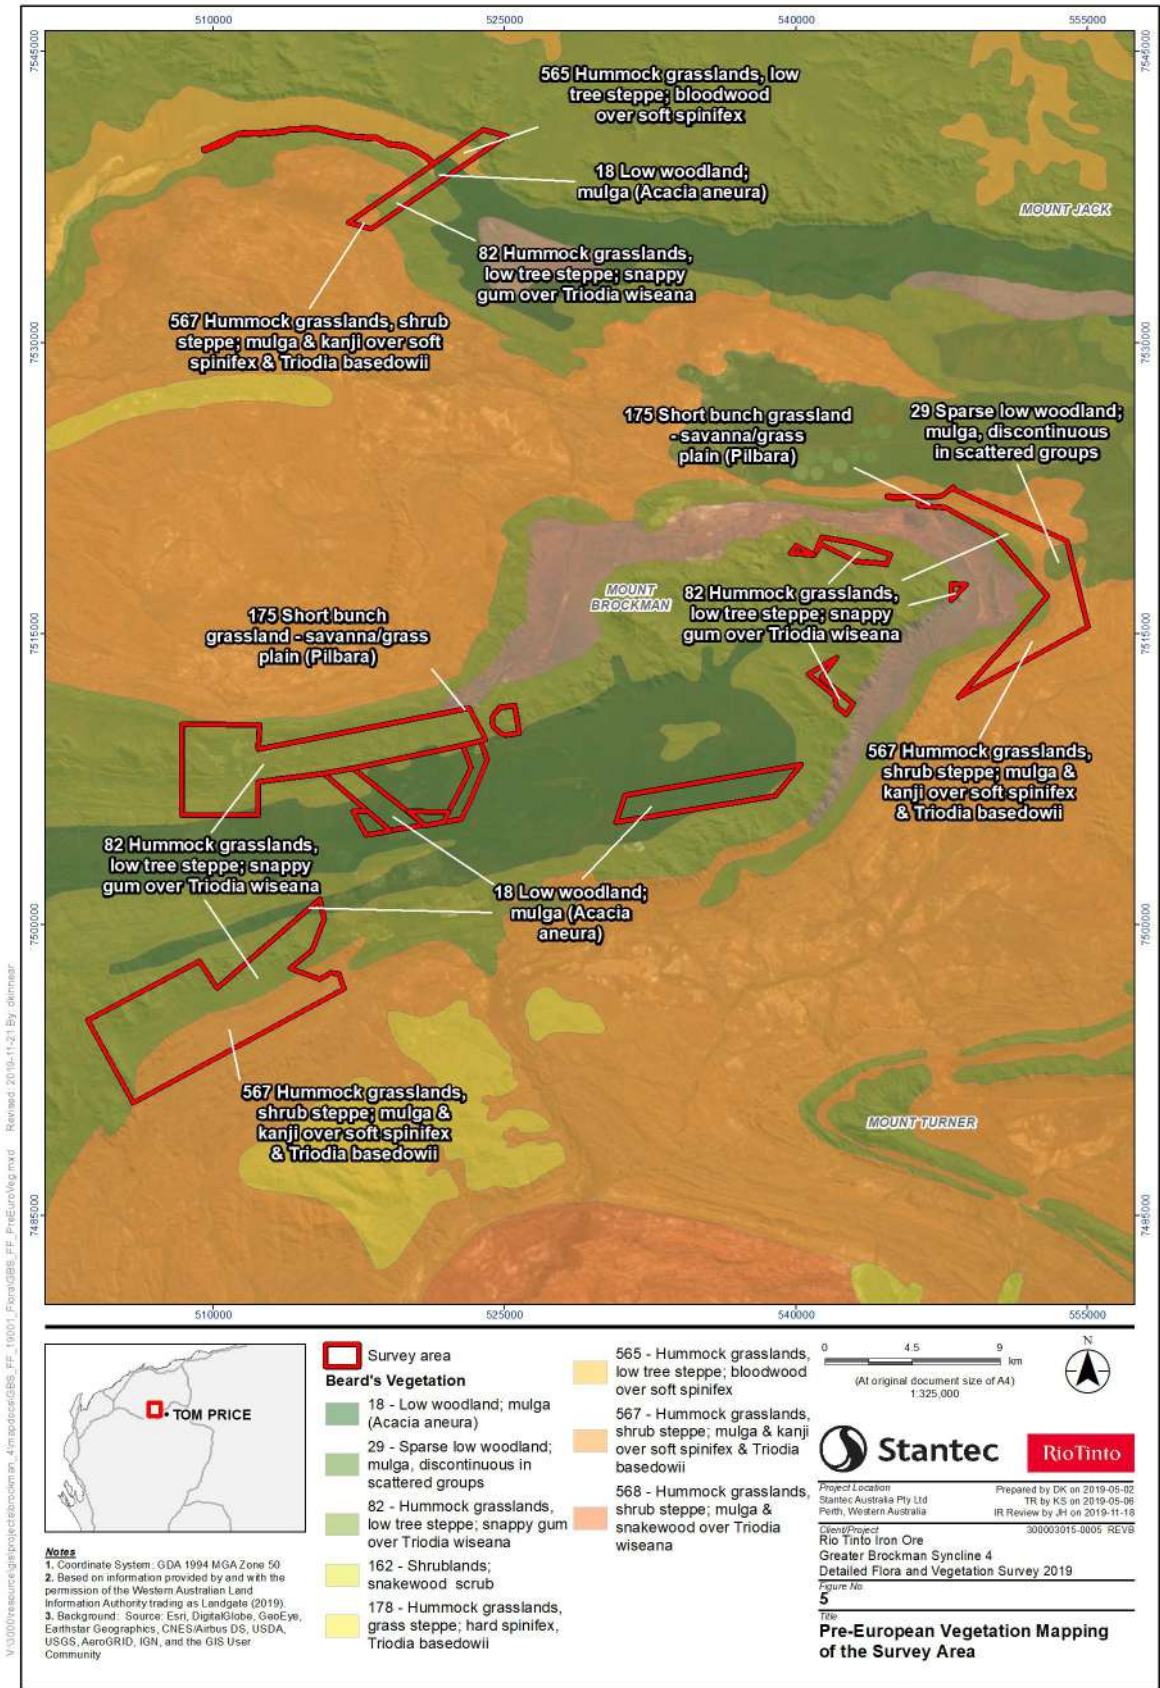 510000
525000
540000
555000
7545000
7545000
565 Hummock grasslands, low
tree steppe; bloodwood
over soft spinifex
18 Low woodland;
mulga (Acacia aneura)
MOUNT JACK
82 Hummock grasslands,
low tree steppe; snappy
gum over Triodia wiseana
567 Hummock grasslands, shrub
steppe; mulga & kanji over soft
spinifex & Triodia basedowii
7530000
7530000
175 Short bunch grassland
- savanna/grass
plain (Pilbara)
29 Sparse low woodland;
mulga, discontinuous
in scattered groups
MOUNT
BROCKMAN
82 Hummock grasslands,
low tree steppe; snappy
gum over Triodia wiseana
175 Short bunch
grassland - savanna/grass
plain (Pilbara)
7515000
7515000
567 Hummock grasslands,
shrub steppe; mulga &
kanji over soft spinifex
& Triodia basedowii
82 Hummock grasslands,
low tree steppe; snappy
gum over Triodia wiseana
18 Low woodland;
mulga (Acacia
aneura)
7500000
7500000
567 Hummock grasslands,
shrub steppe; mulga &
kanji over soft spinifex
& Triodia basedowii
MOUNT TURNER
7485000
7485000
510000
525000
540000
555000
TOM PRICE
Notes
1. Coordinate System: GDA 1994 MGA Zone 50
2. Based on information provided by and with the
permission of the Western Australian Land
Information Authority trading as Landgate (2019).
3. Background: Source: Esri, DigitalGlobe, GeoEye,
Earthstar Geographics, CNES/Airbus DS, USDA,
USGS, AeroGRID, IGN, and the GIS User
Community
Survey area
Beard's Vegetation
18 - Low woodland; mulga
(Acacia aneura)
29 - Sparse low woodland;
mulga, discontinuous in
scattered groups
82 - Hummock grasslands,
low tree steppe; snappy gum
over Triodia wiseana
162 - Shrublands;
snakewood scrub
178 - Hummock grasslands,
grass steppe; hard spinifex,
Triodia basedowii
565 - Hummock grasslands,
low tree steppe; bloodwood
over soft spinifex
567 - Hummock grasslands,
shrub steppe; mulga & kanji
over soft spinifex & Triodia
basedowii
568 - Hummock grasslands,
shrub steppe; mulga &
snakewood over Triodia
wiseana
0 4.5 9
km
(At original document size of A4)
1:325,000
N
Stantec
RioTinto
Project Location
Stantec Australia Pty Ltd
Perth, Western Australia
Prepared by DK on 2019-05-02
TR by KS on 2019-05-06
IR Review by JH on 2019-11-18
Client/Project
300003015-0005 REVB
Rio Tinto Iron Ore
Greater Brockman Syncline 4
Detailed Flora and Vegetation Survey 2019
Figure No.
5
Title
Pre-European Vegetation Mapping
of the Survey Area
Revised: 2019-11-21 By: dkinnear